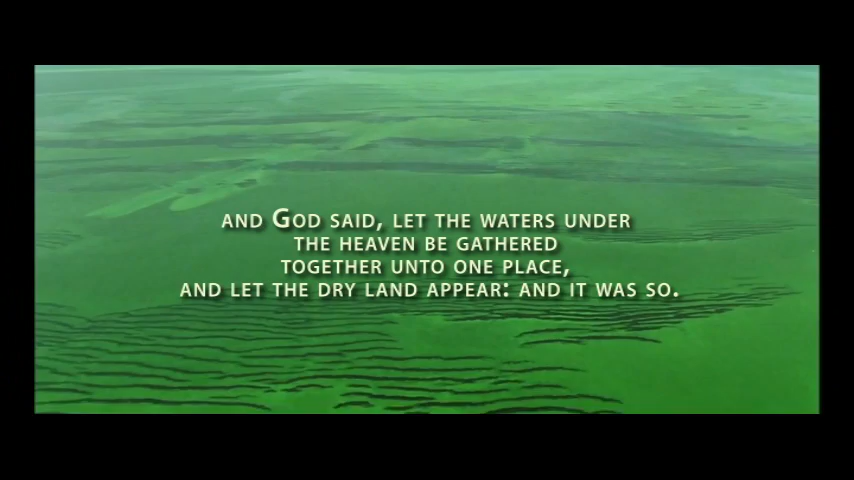 and God said, let the waters under
the heaven be gathered
together unto one place,
and let the dry land appear: and it was so.